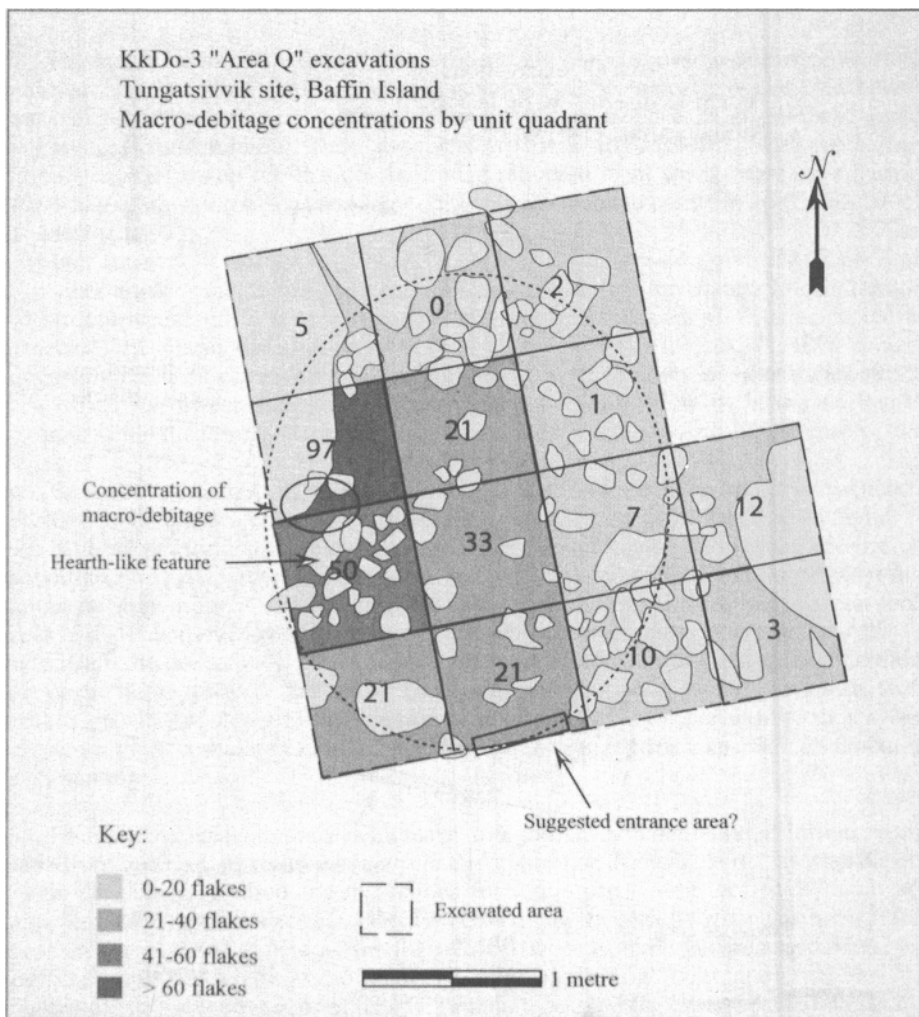 KkDo-3 "Area Q" excavations
Tungatsivvik site, Baffin Island
Macro-debitage concentrations by unit quadrant
N
5
0
2
97
21
1
Concentration of
macro-debitage
33
7
12
Hearth-like feature
50
21
21
10
3
Suggested entrance area?
Key:
0-20 flakes
21-40 flakes
41-60 flakes
> 60 flakes
Excavated area
1 metre